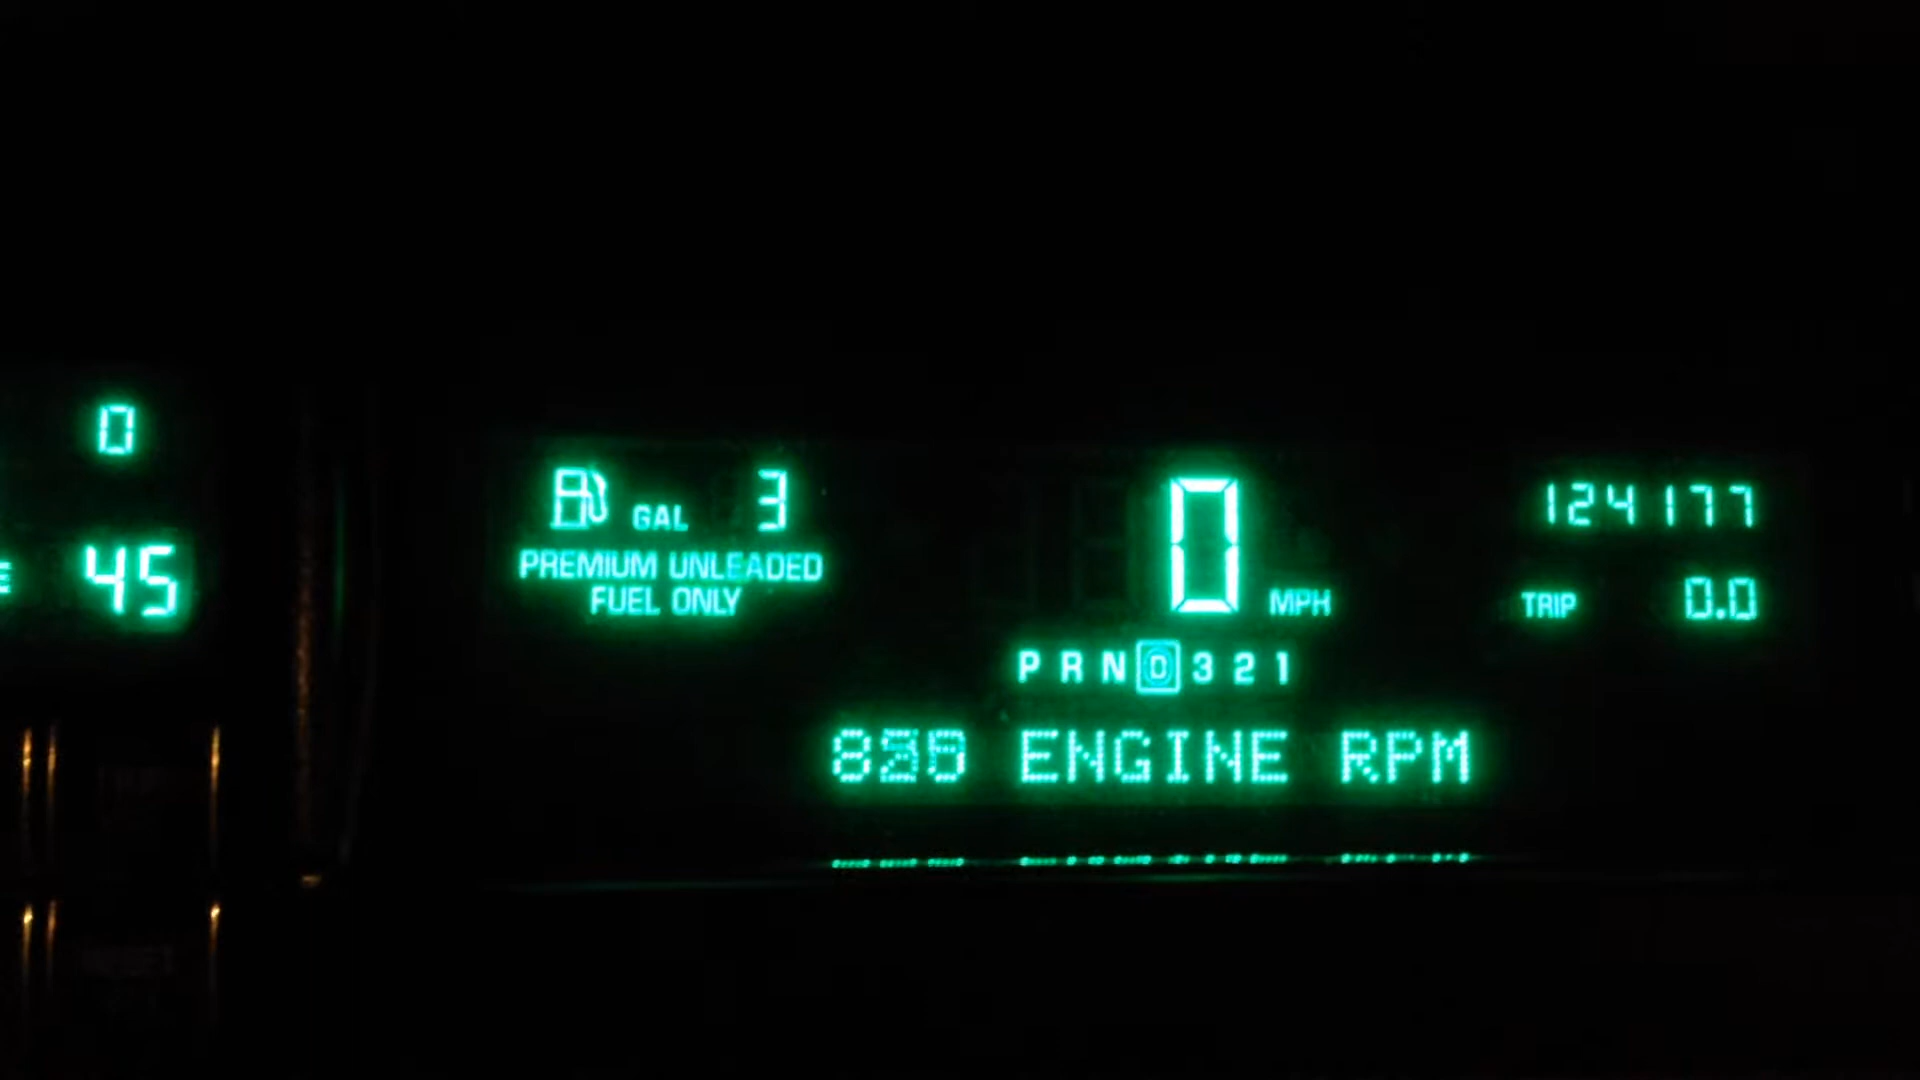 0
45
GAL 3
PREMIUM UNLEADED
FUEL ONLY
0 MPH
124177
TRIP 0.0
P R N D 3 2 1
ENGINE RPM